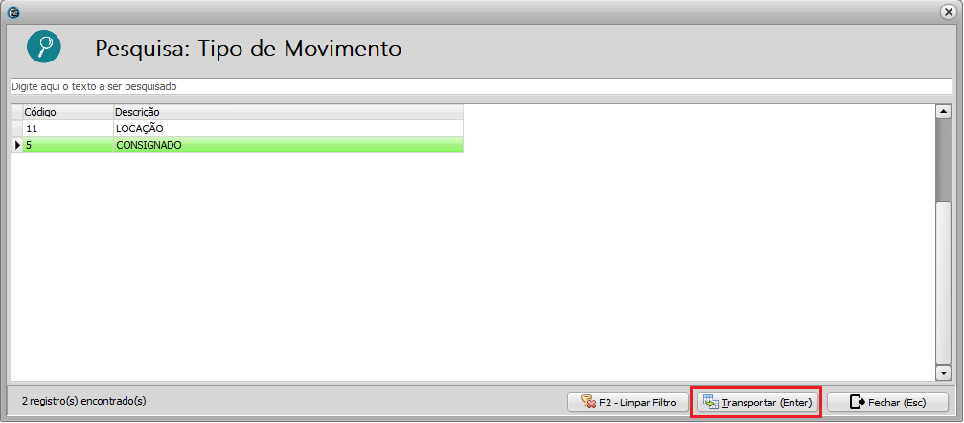 Pesquisa: Tipo de Movimento
Digite aqui o texto a ser pesquisado
Código Descrição
11 LOCAÇÃO
5 CONSIGNADO
2 registro(s) encontrado(s) F2 - Limpar Filtro Transportar (Enter) Fechar (Esc)